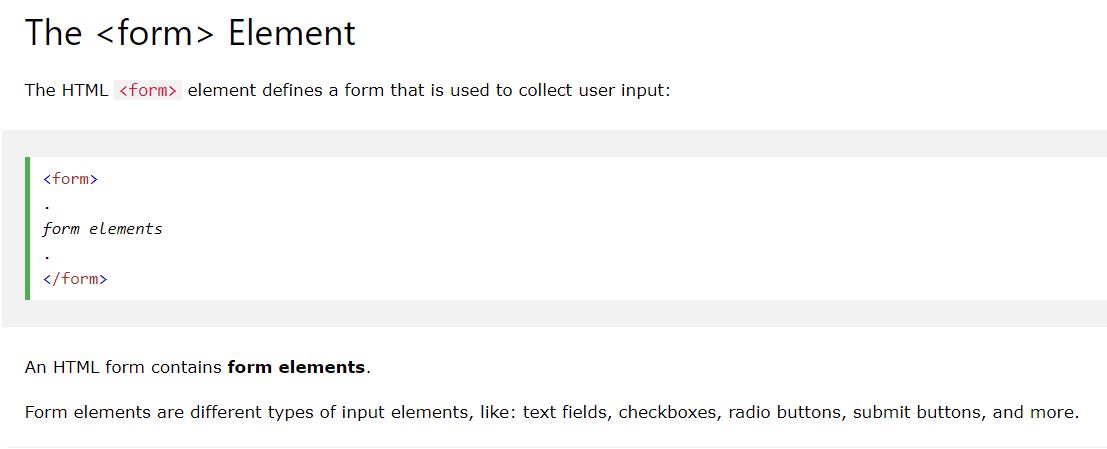 The <form> Element
The HTML <form> element defines a form that is used to collect user input:
<form>
.
form elements
.
</form>
An HTML form contains form elements.
Form elements are different types of input elements, like: text fields, checkboxes, radio buttons, submit buttons, and more.